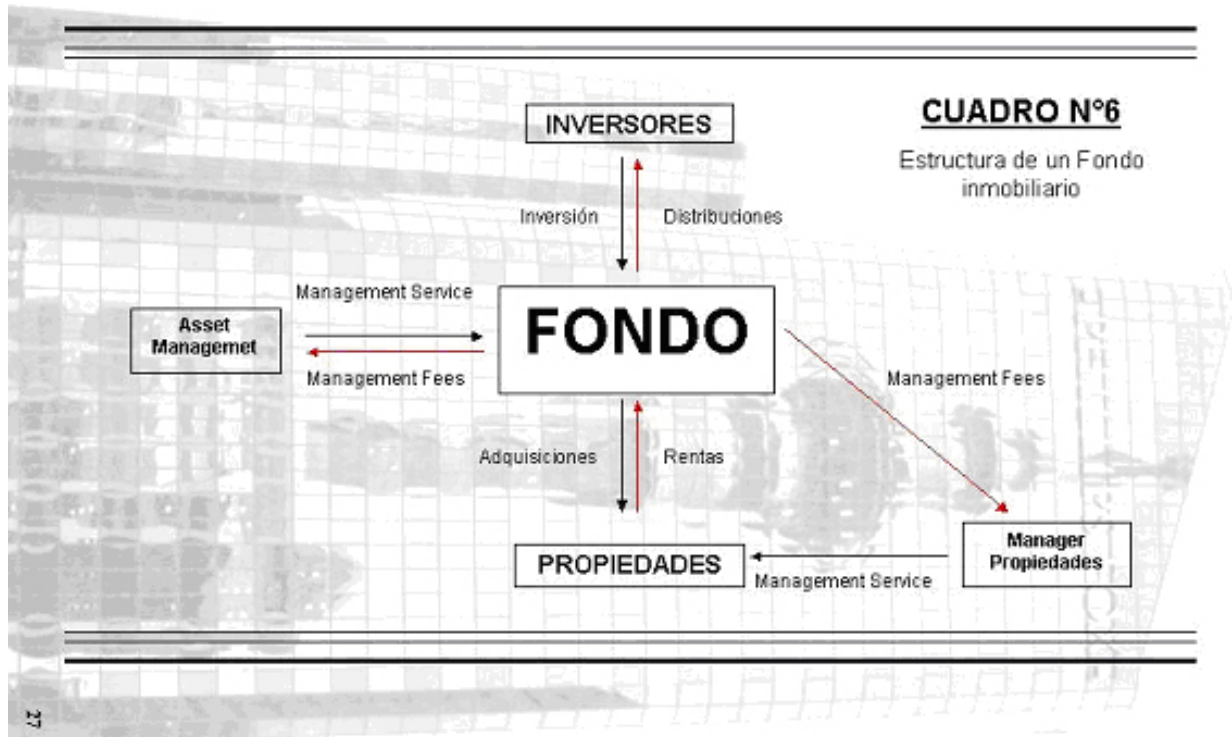 CUADRO N°6
Estructura de un Fondo
inmobiliario
INVERSORES
Inversión
Distribuciones
Management Service
Asset
Managemet
Management Fees
FONDO
Management Fees
Adquisiciones
Rentas
PROPIEDADES
Management Service
Manager
Propiedades
27